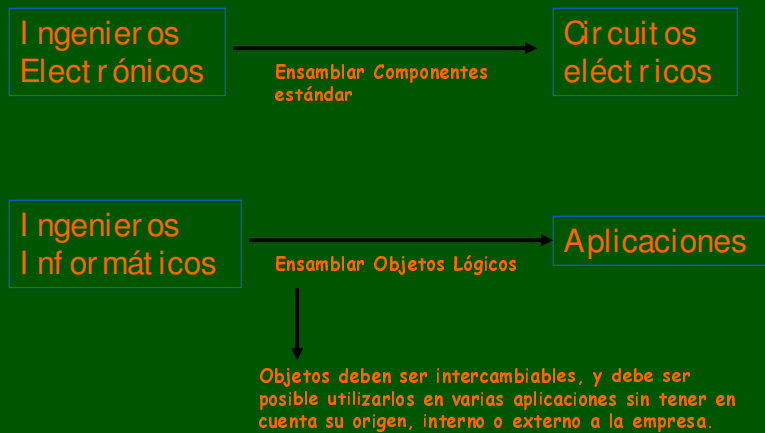 Ingenieros
Electrónicos
Ensamblar Componentes
estándar
Circuitos
eléctricos
Ingenieros
Informáticos
Ensamblar Objetos Lógicos
Aplicaciones
Objetos deben ser intercambiables, y debe ser
posible utilizarlos en varias aplicaciones sin tener en
cuenta su origen, interno o externo a la empresa.